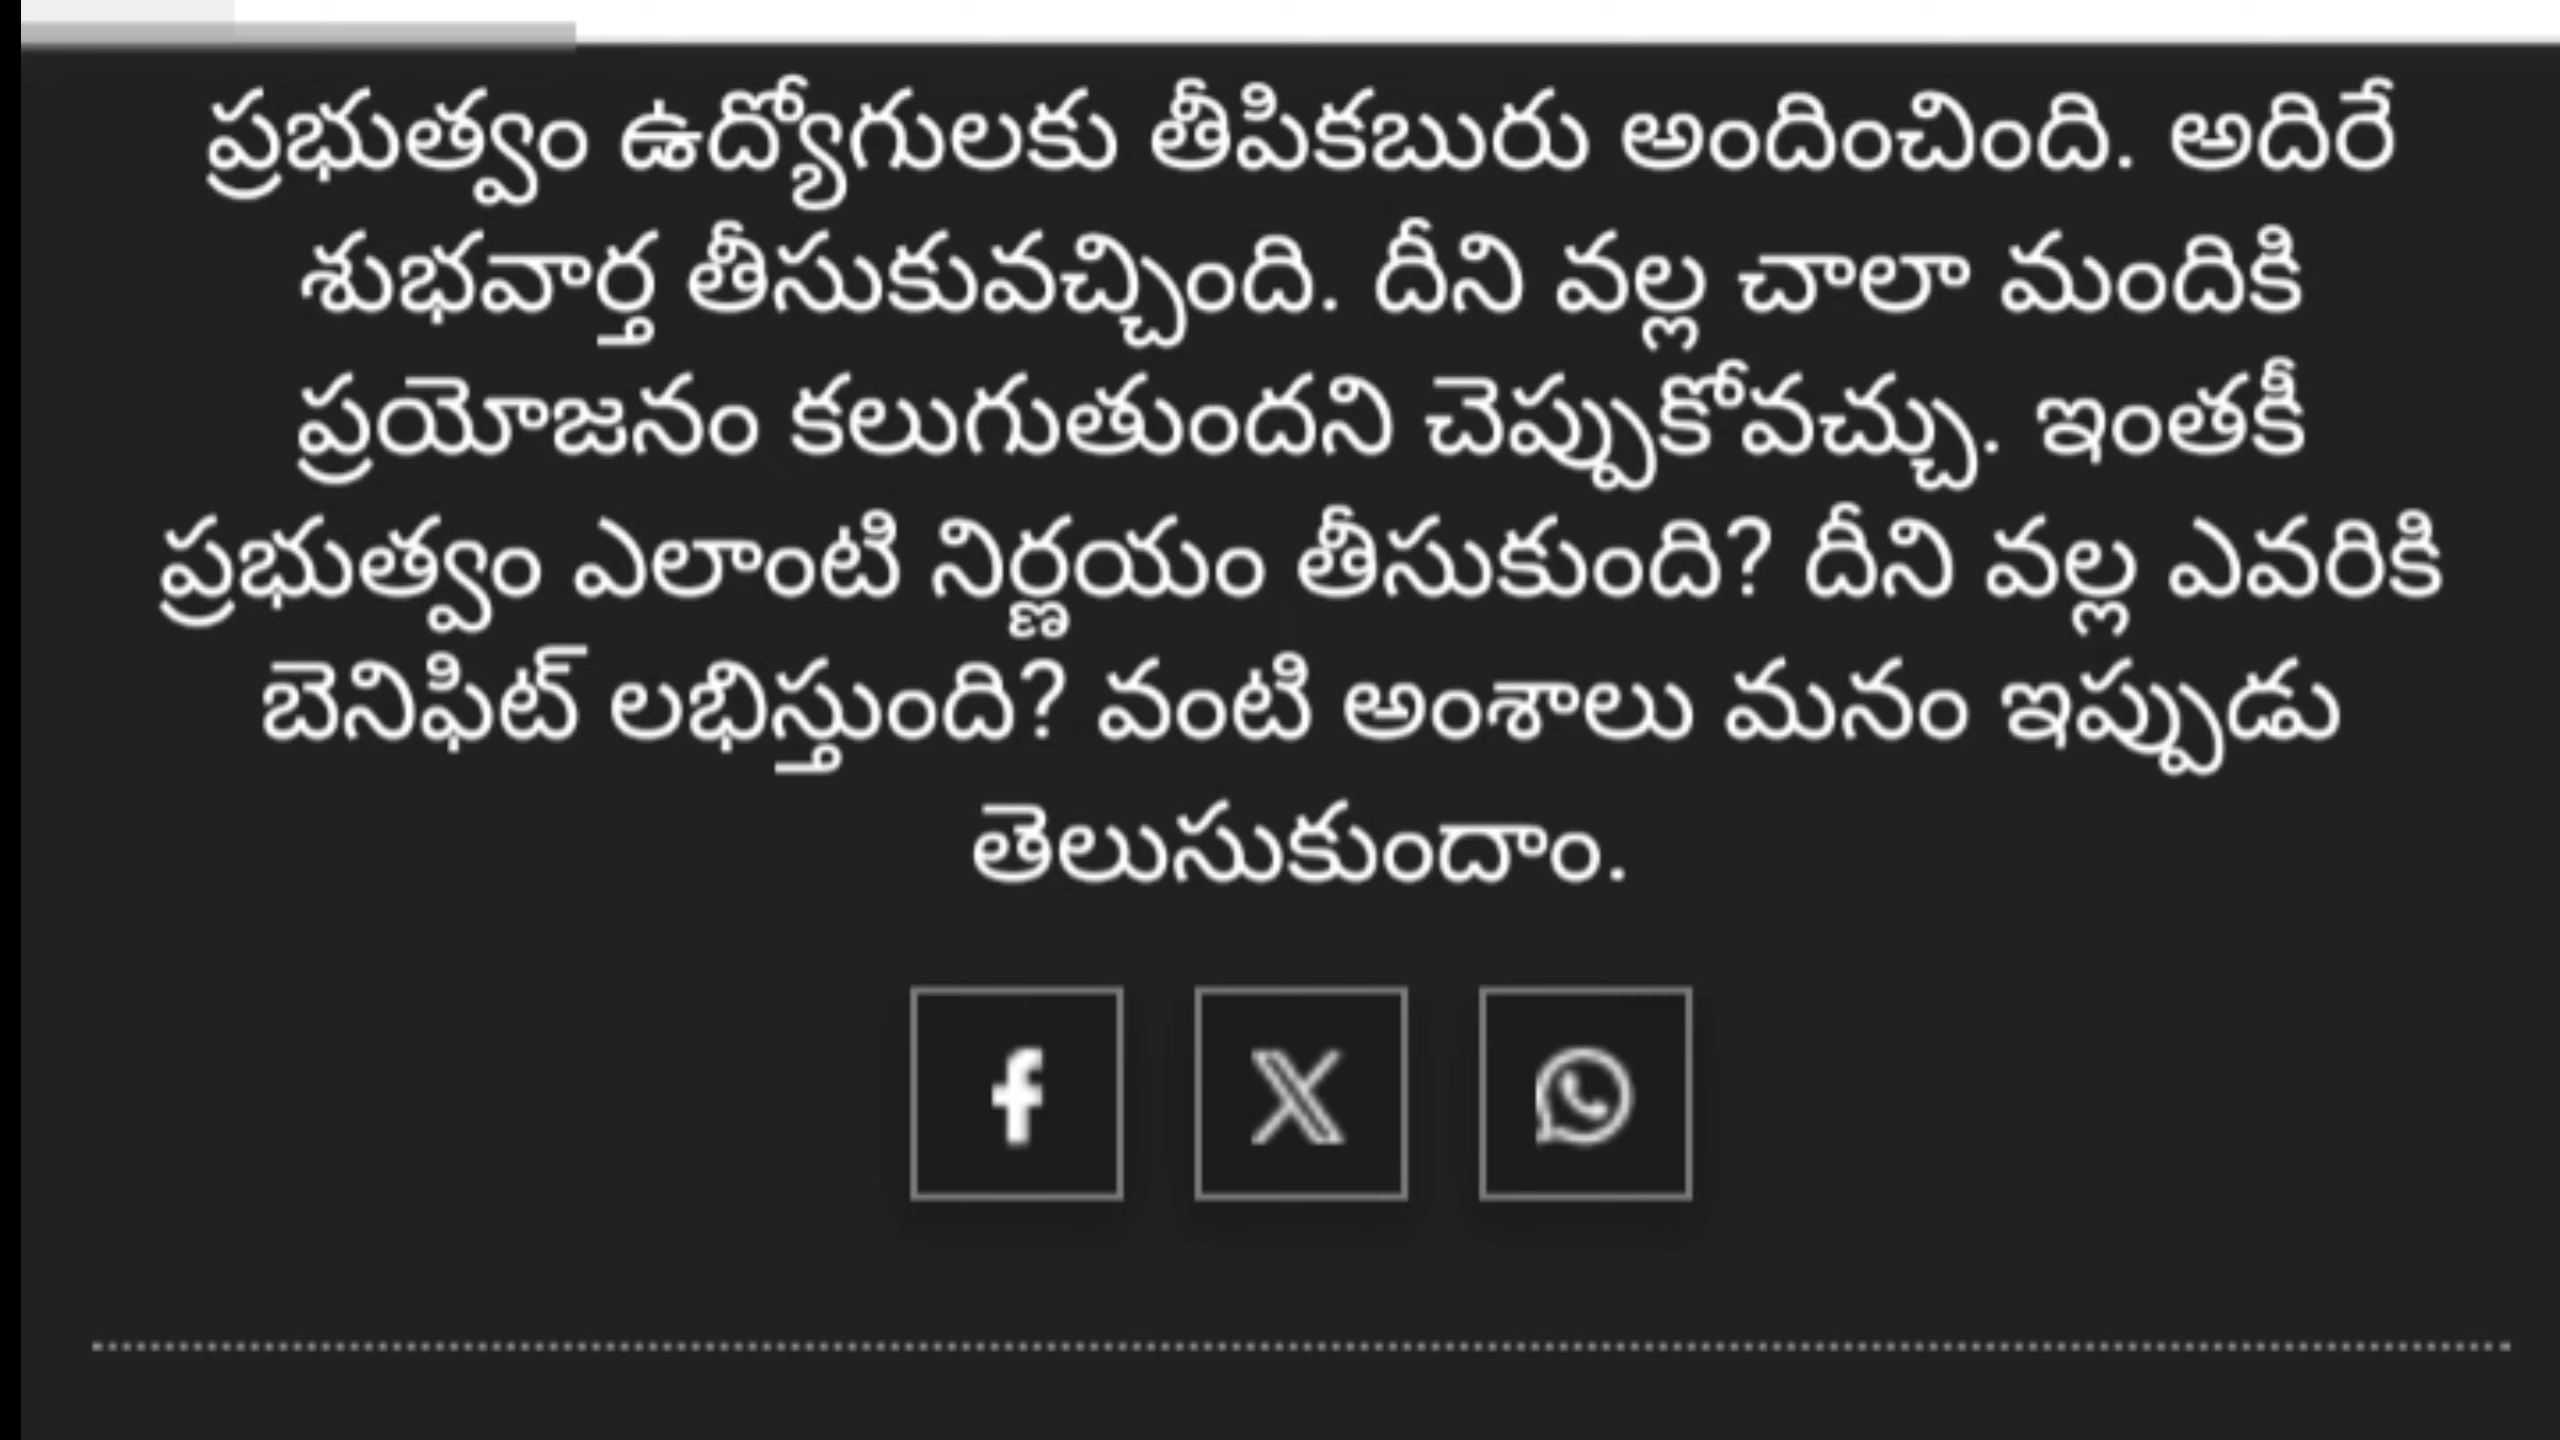 ప్రభుత్వం ఉద్యోగులకు తీపికబురు అందించింది. అదిరే
శుభవార్త తీసుకువచ్చింది. దీని వల్ల చాలా మందికి
ప్రయోజనం కలుగుతుందని చెప్పుకోవచ్చు. ఇంతకీ
ప్రభుత్వం ఎలాంటి నిర్ణయం తీసుకుంది? దీని వల్ల ఎవరికి
బెనిఫిట్ లభిస్తుంది? వంటి అంశాలు మనం ఇప్పుడు
తెలుసుకుందాం.